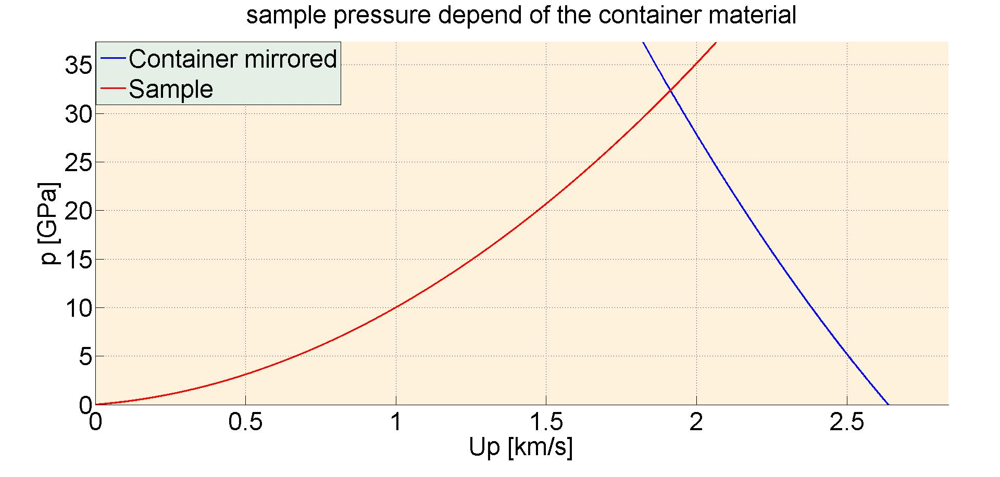 sample pressure depend of the container material
Container mirrored
Sample
35
30
25
20
15
10
5
0
p [GPa]
0 0.5 1 1.5 2 2.5
Up [km/s]